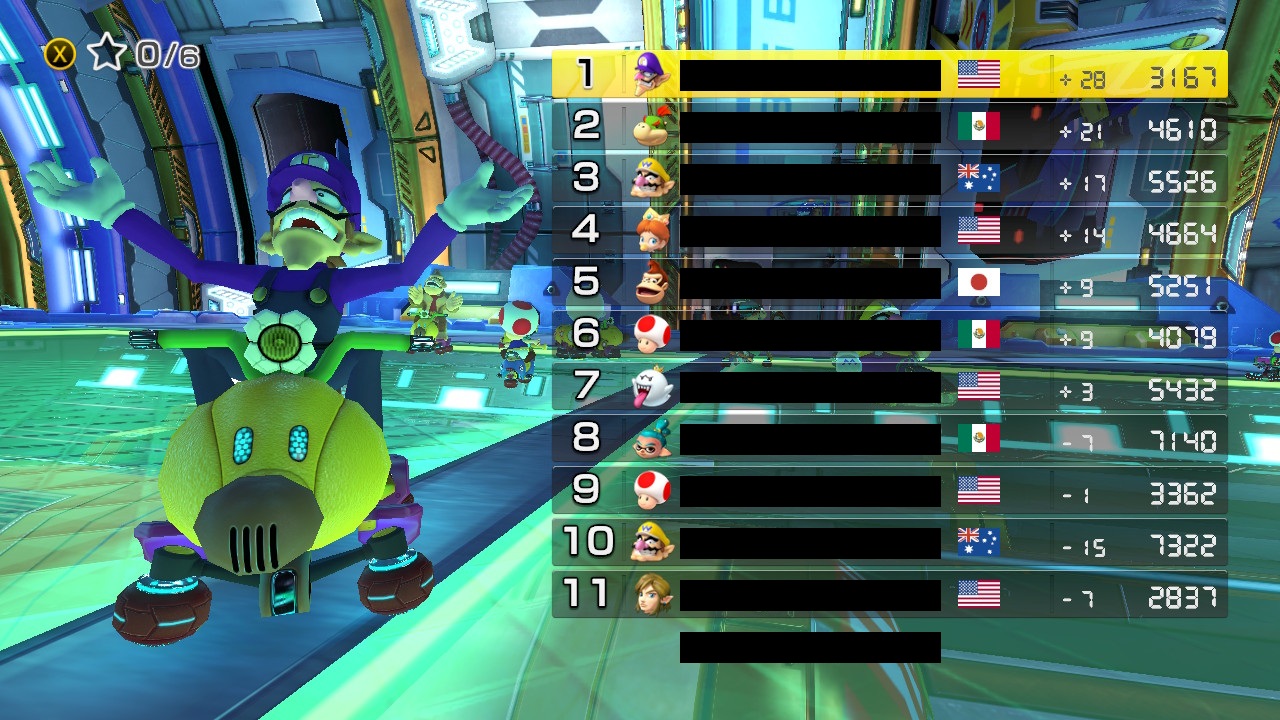 X 0/6
1 + 28 3167
2 + 21 4610
3 + 17 5526
4 + 14 4664
5 + 9 5251
6 + 9 4079
7 + 3 5432
8 - 7 7140
9 - 1 3362
10 - 15 7322
11 - 7 2837